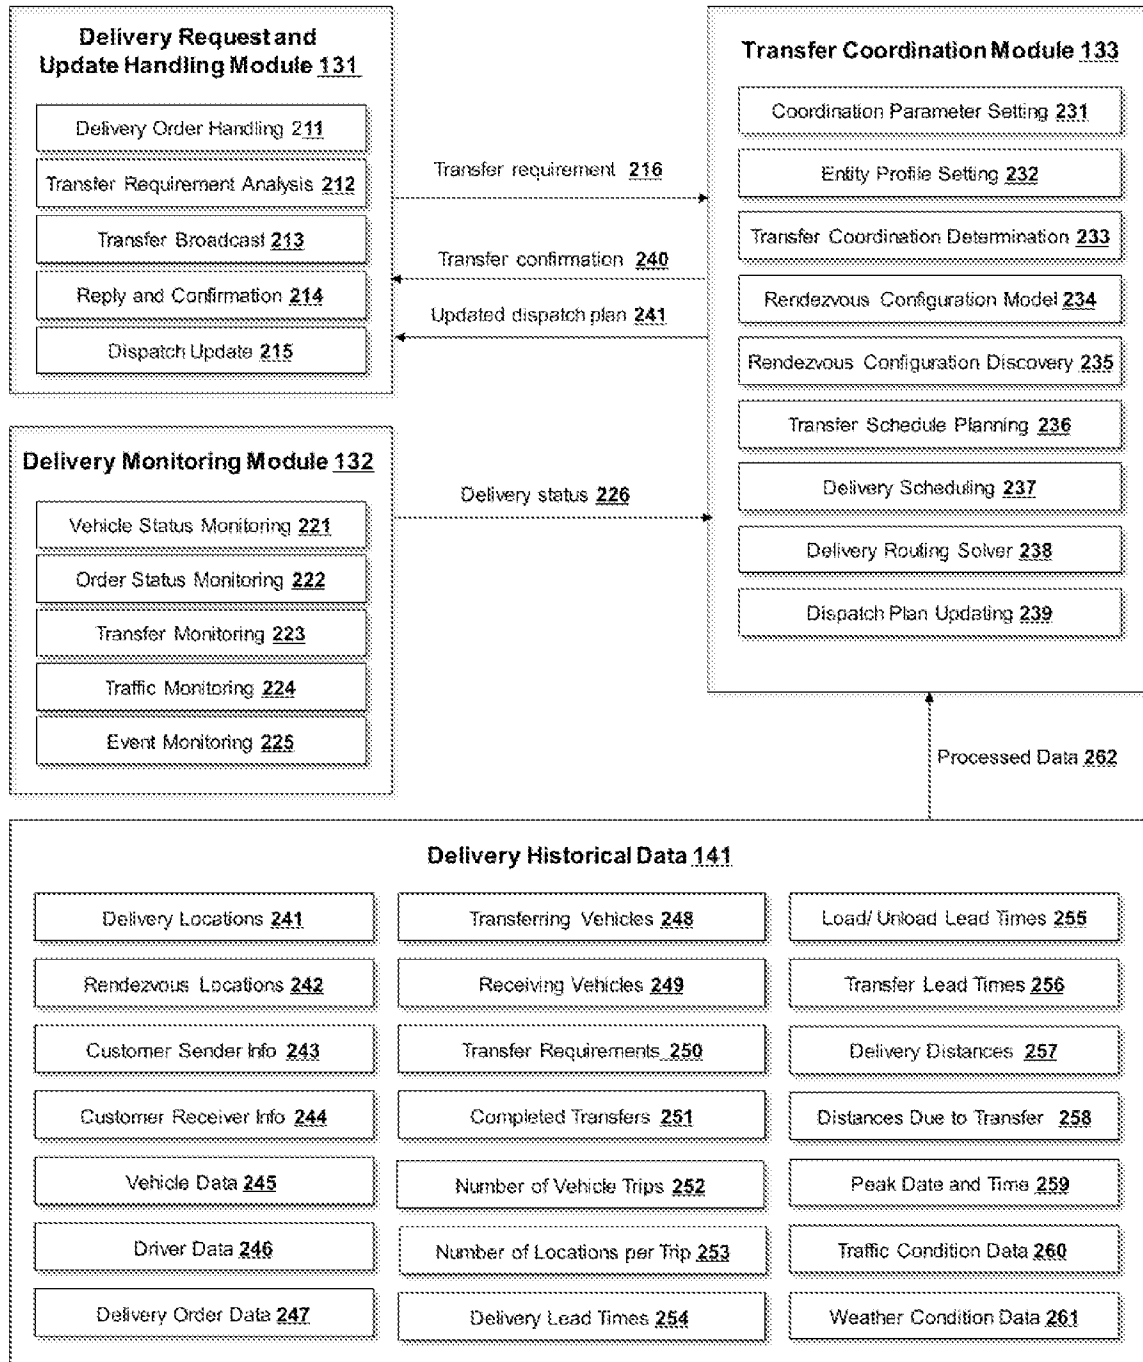 Delivery Request and
Update Handling Module 131
Delivery Order Handling 211
Transfer Requirement Analysis 212
Transfer Broadcast 213
Reply and Confirmation 214
Dispatch Update 215
Transfer requirement 216
Transfer confirmation 240
Updated dispatch plan 241
Transfer Coordination Module 133
Coordination Parameter Setting 231
Entity Profile Setting 232
Transfer Coordination Determination 233
Rendezvous Configuration Model 234
Rendezvous Configuration Discovery 235
Transfer Schedule Planning 236
Delivery Scheduling 237
Delivery Routing Solver 238
Dispatch Plan Updating 239
Delivery Monitoring Module 132
Vehicle Status Monitoring 221
Order Status Monitoring 222
Transfer Monitoring 223
Traffic Monitoring 224
Event Monitoring 225
Delivery status 226
Processed Data 262
Delivery Historical Data 141
Delivery Locations 241
Rendezvous Locations 242
Customer Sender Info 243
Customer Receiver Info 244
Vehicle Data 245
Driver Data 246
Delivery Order Data 247
Transferring Vehicles 248
Receiving Vehicles 249
Transfer Requirements 250
Completed Transfers 251
Number of Vehicle Trips 252
Number of Locations per Trip 253
Delivery Lead Times 254
Load/ Unload Lead Times 255
Transfer Lead Times 256
Delivery Distances 257
Distances Due to Transfer 258
Peak Date and Time 259
Traffic Condition Data 260
Weather Condition Data 261